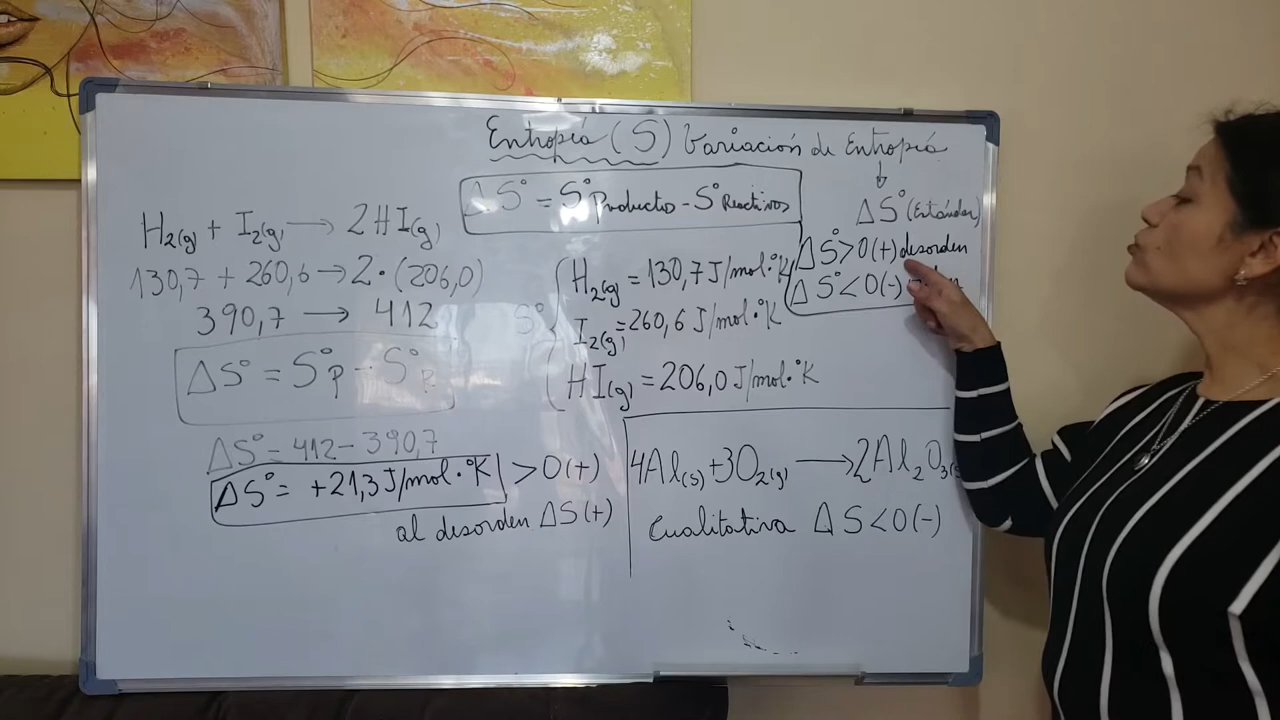 Entropía (S) Variación de Entropía
↓
ΔS° = S° Productos - S° Reactivos
ΔS° (Estándar)
ΔS° > 0 (+) desorden
ΔS° < 0 (-)
H2(g) + I2(g) → 2HI(g)
130,7 + 260,6 → 2·(206,0)
390,7 → 412
ΔS° = S°p - S°R
ΔS° = 412 - 390,7
ΔS° = +21,3 J/mol·°K > 0 (+)
al desorden ΔS (+)
S°
H2(g) = 130,7 J/mol·°K
I2(g) = 260,6 J/mol·°K
HI(g) = 206,0 J/mol·°K
4Al(s) + 3O2(g) → 2Al2O3(s
Cualitativa ΔS < 0 (-)